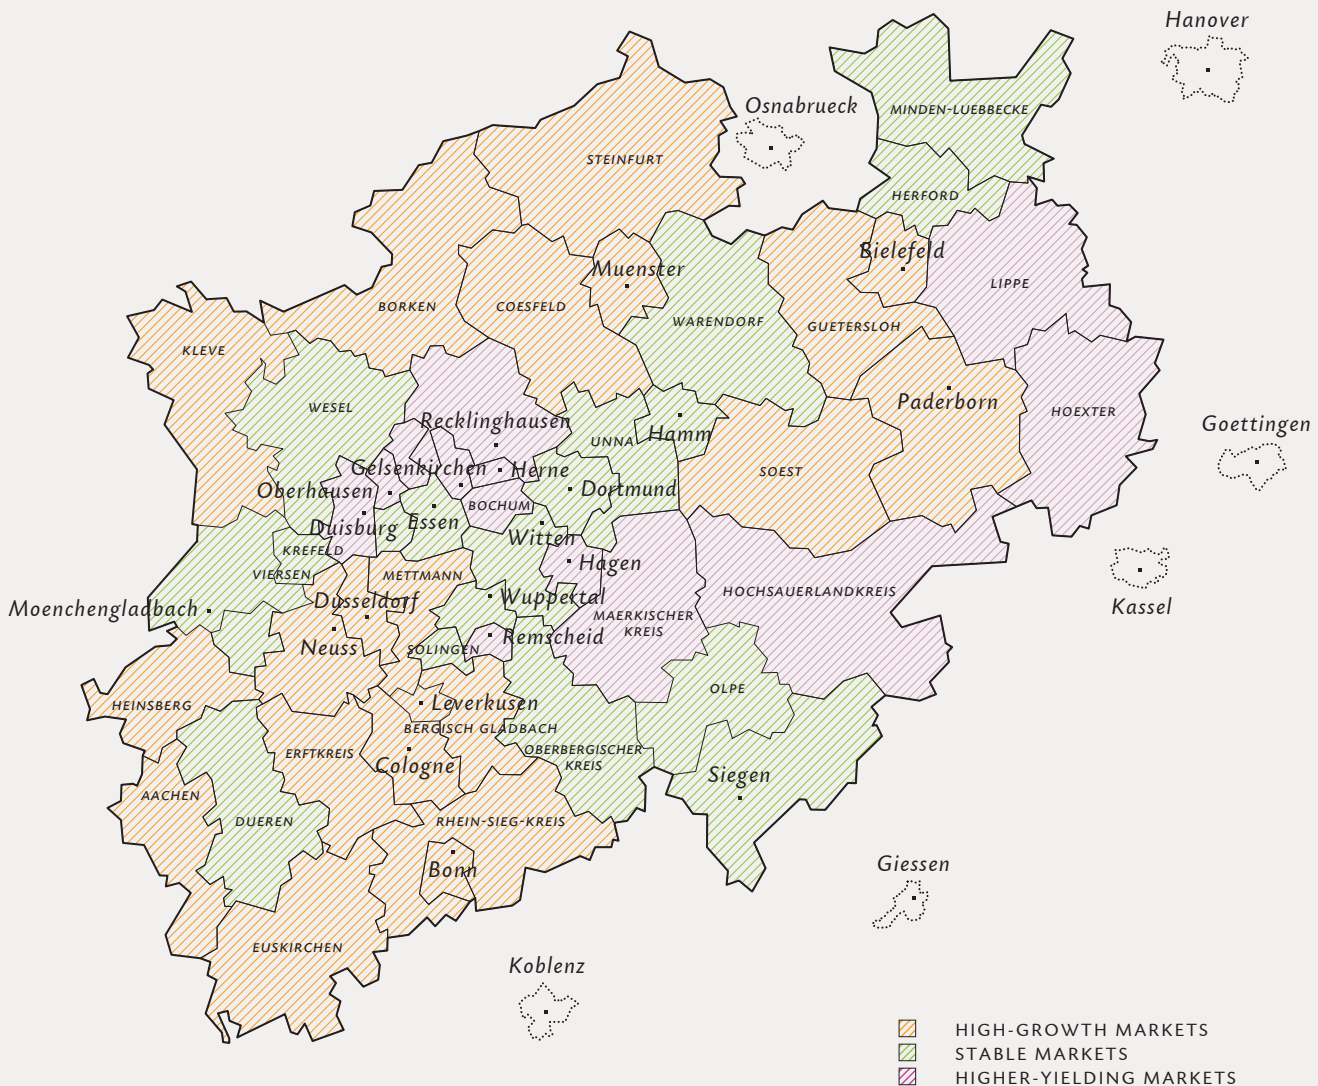 Hanover
Osnabrueck
MINDEN-LUEBBECKE
STEINFURT
HERFORD
Bielefeld
Muenster
LIPPE
BORKEN
COESFELD
WARENDORF
GUETERSLOH
KLEVE
Paderborn
WESEL
HOEXTER
Recklinghausen
Goettingen
UNNA
Hamm
Gelsenkirchen
Herne
SOEST
Oberhausen
Dortmund
BOCHUM
Duisburg
Essen
Witten
KREFELD
Hagen
VIERSEN
METTMANN
HOCHSAUERLANDKREIS
Kassel
Moenchengladbach
Dusseldorf
Wuppertal
MAERKISCHER
KREIS
Neuss
SOLINGEN
Remscheid
OLPE
HEINSBERG
Leverkusen
BERGISCH GLADBACH
ERFTKREIS
OBERBERGISCHER
KREIS
Cologne
Siegen
AACHEN
DUEREN
RHEIN-SIEG-KREIS
Bonn
Giessen
EUSKIRCHEN
Koblenz
HIGH-GROWTH MARKETS
STABLE MARKETS
HIGHER-YIELDING MARKETS